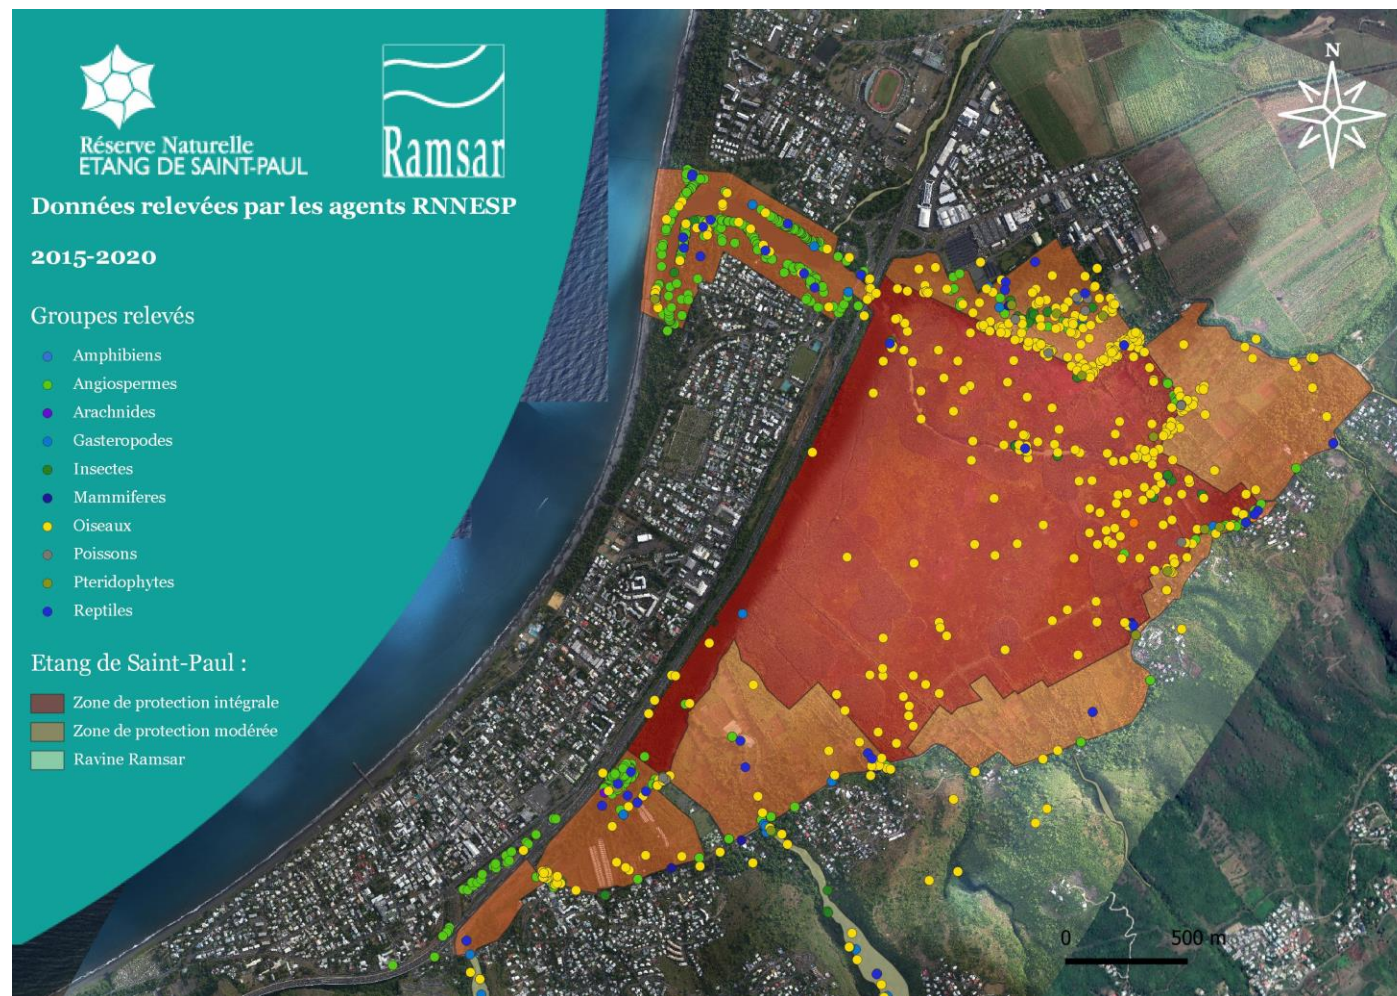 Réserve Naturelle
ETANG DE SAINT-PAUL
Ramsar
Données relevées par les agents RNNESP
2015-2020
Groupes relevés
Amphibiens
Angiospermes
Arachnides
Gasteropodes
Insectes
Mammiferes
Oiseaux
Poissons
Pteridophytes
Reptiles
Etang de Saint-Paul :
Zone de protection intégrale
Zone de protection modérée
Ravine Ramsar
N
0 500 m